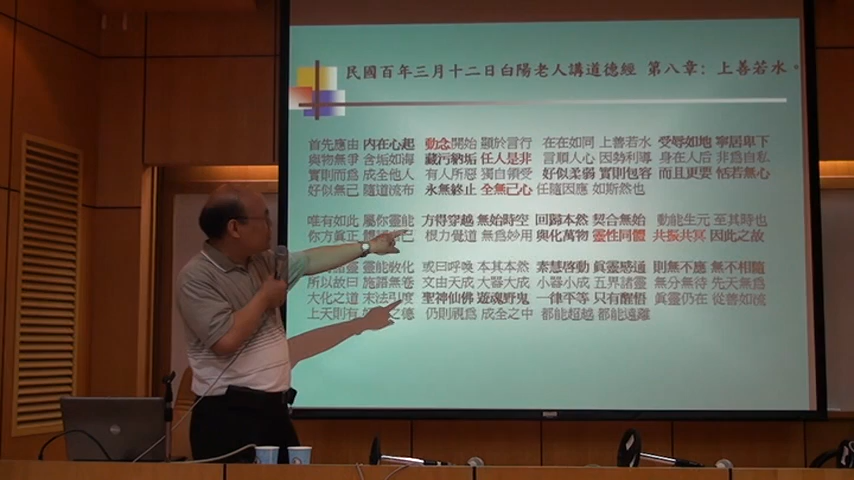 民國百年三月十二日白陽老人講道德經 第八章：上善若水。
首先應由 內在心起 動念開始 顯於言行 在在如同 上善若水 受辱如地 寧居卑下
與物無爭 含垢如海 藏污納垢 任人是非 言順人心 因勢利導 身在人后 非為自私
實則而為 成全他人 有人所惡 獨自領受 好似柔弱 實則包容 而且更要 恬若無心
好似無己 隨道流布 永無終止 全無己心 任隨因應 如斯然也
唯有如此 屬你靈能 方得穿越 無始時空 回歸本然 契合無始 動能生元 至其時也
你方真正 己 根力覺道 無為妙用 與化萬物 靈性同體 共振共冥 因此之故
靈能敎化 或曰呼喚 本其本然 素慧啓動 眞靈感通 則無不應 無不相隨
所以故曰 施諮無卷 文由天成 大器大成 小器小成 五界諸靈 無分無待 先天無為
大化之道 末法引度 聖神仙佛 遊魂野鬼 一律平等 只有醒悟 眞靈仍在 從善如流
上天則有 之德 仍則視為 成全之中 都能超越 都能遠離